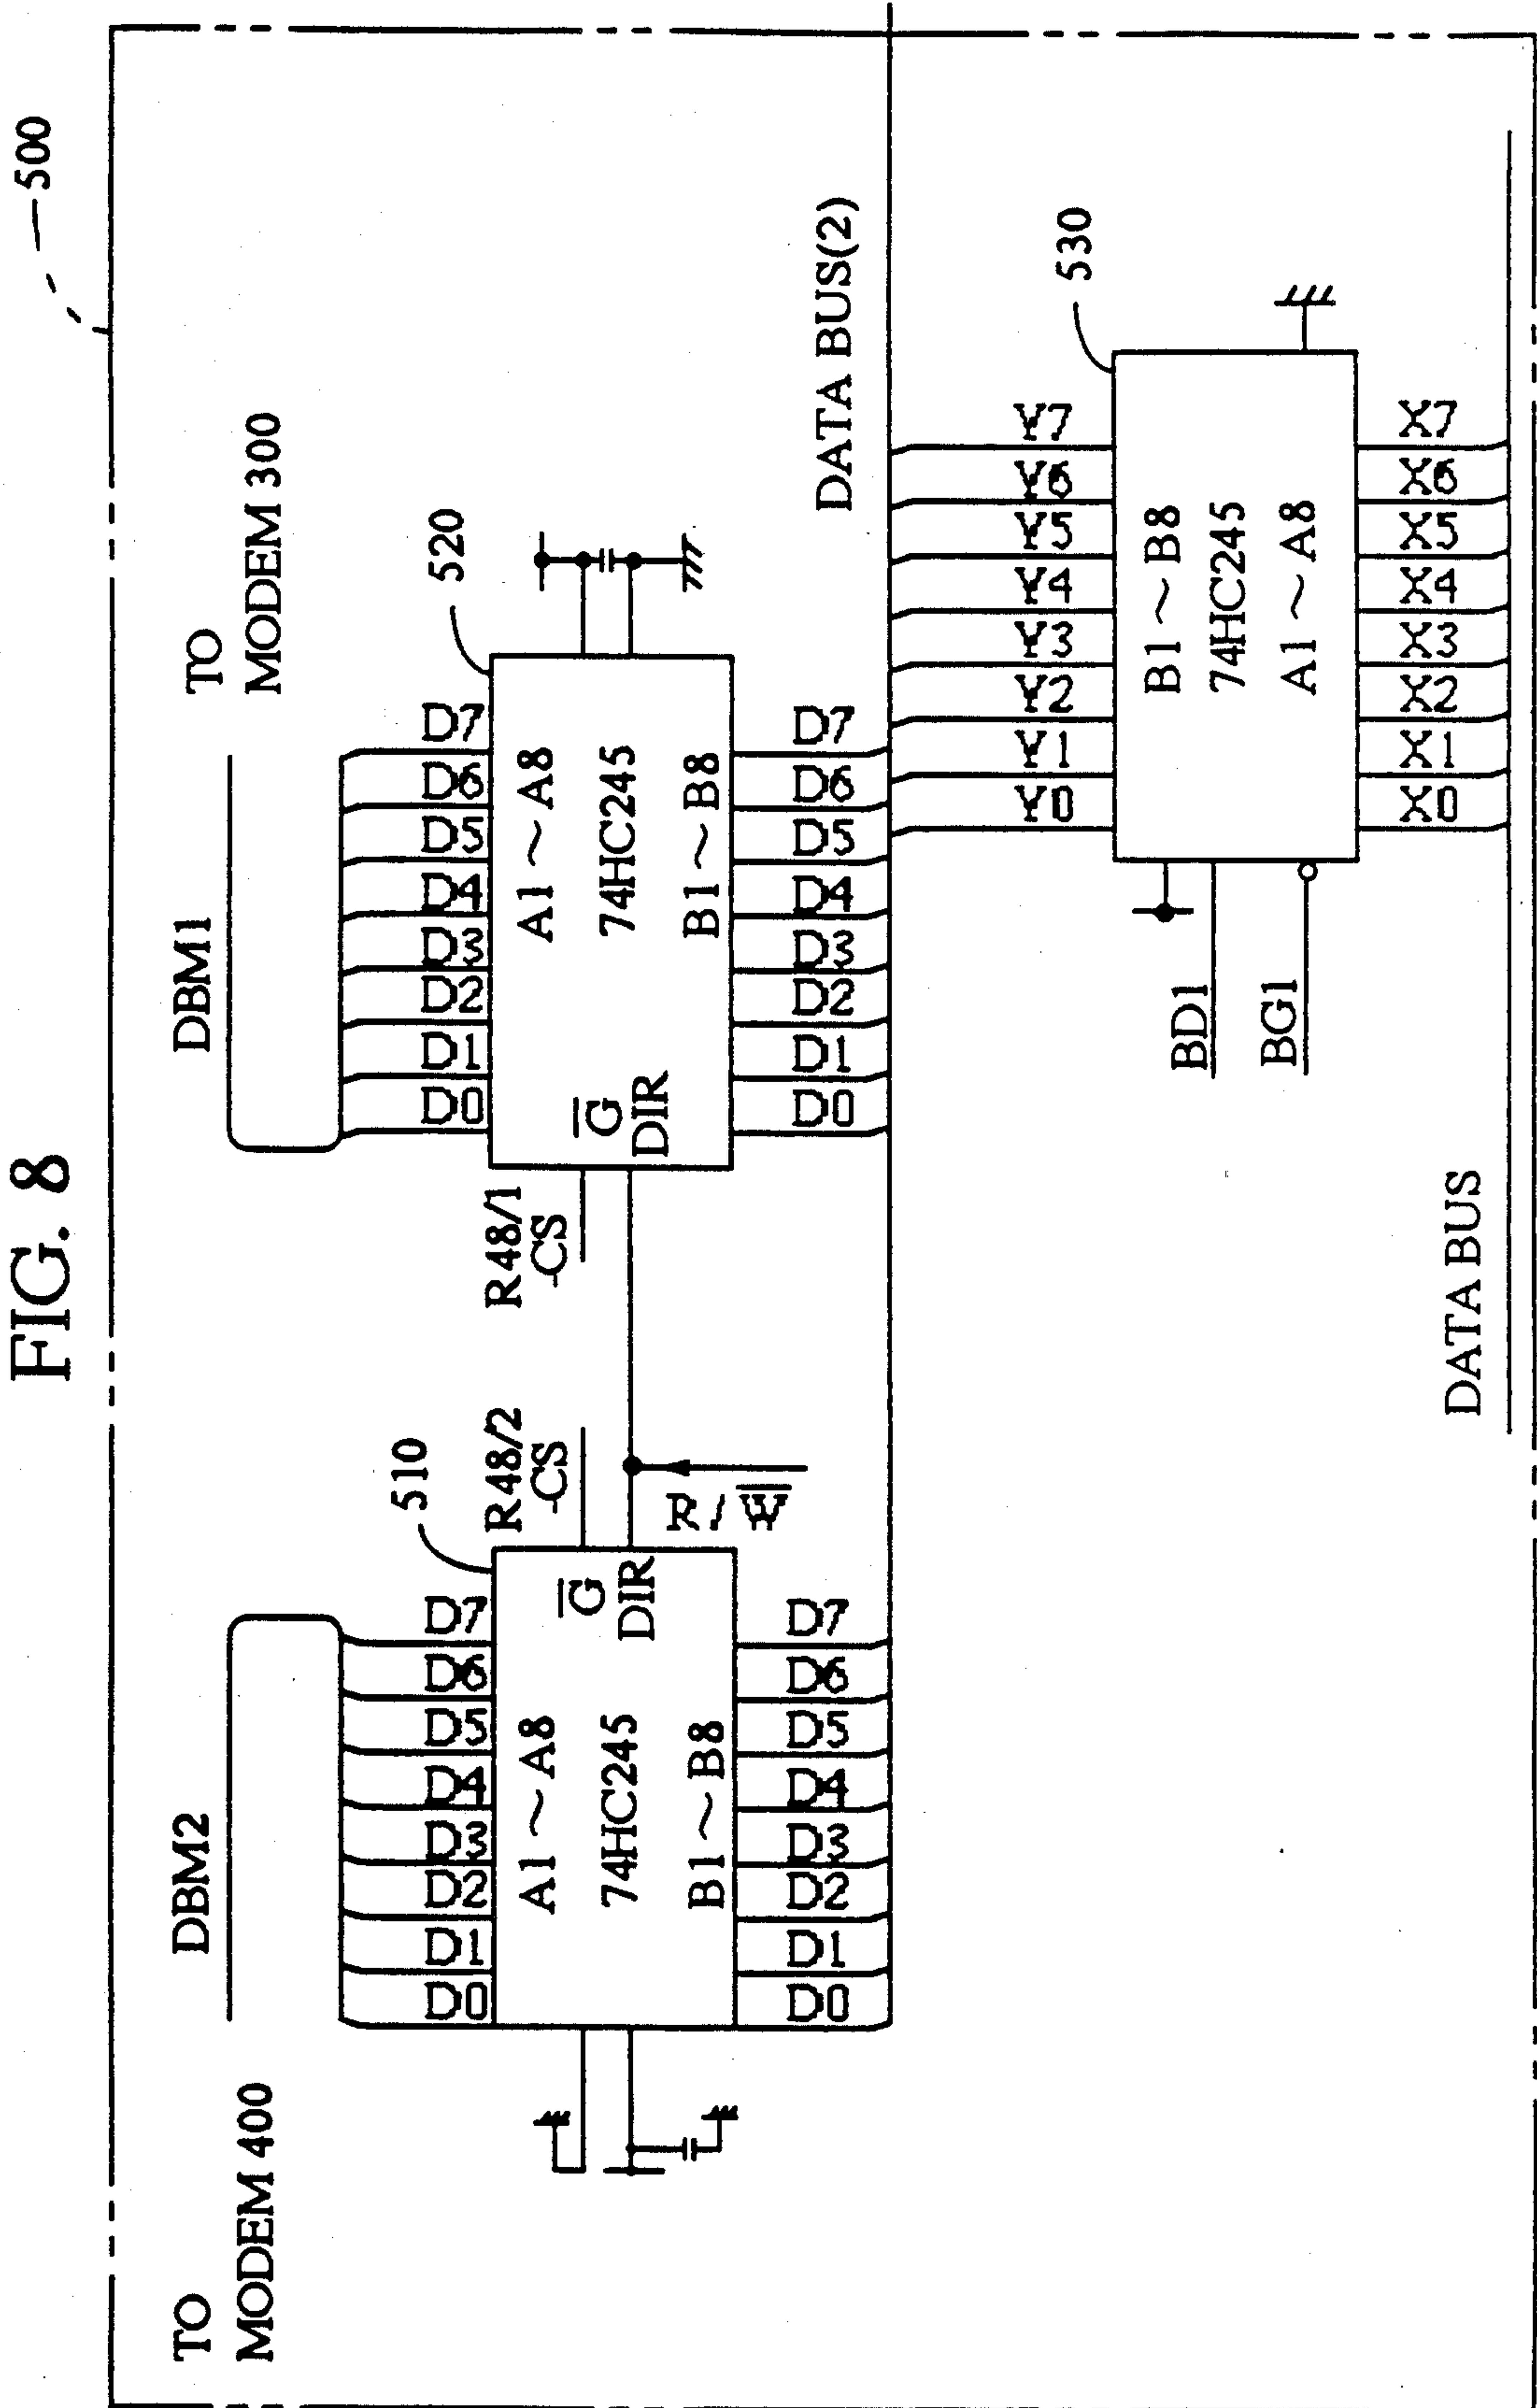 FIG. 8
500
TO
MODEM 400
DBM2
DBM1
TO
MODEM 300
510
520
D0 D1 D2 D3 D4 D5 D6 D7
D0 D1 D2 D3 D4 D5 D6 D7
A1~A8
74HC245
B1~B8
G
DIR
R48/2
-CS
R48/1
-CS
G
DIR
A1~A8
74HC245
B1~B8
R/W
D0 D1 D2 D3 D4 D5 D6 D7
D0 D1 D2 D3 D4 D5 D6 D7
DATA BUS(2)
Y0 Y1 Y2 Y3 Y4 Y5 Y6 Y7
530
BD1
BG1
B1~B8
74HC245
A1~A8
X0 X1 X2 X3 X4 X5 X6 X7
DATA BUS